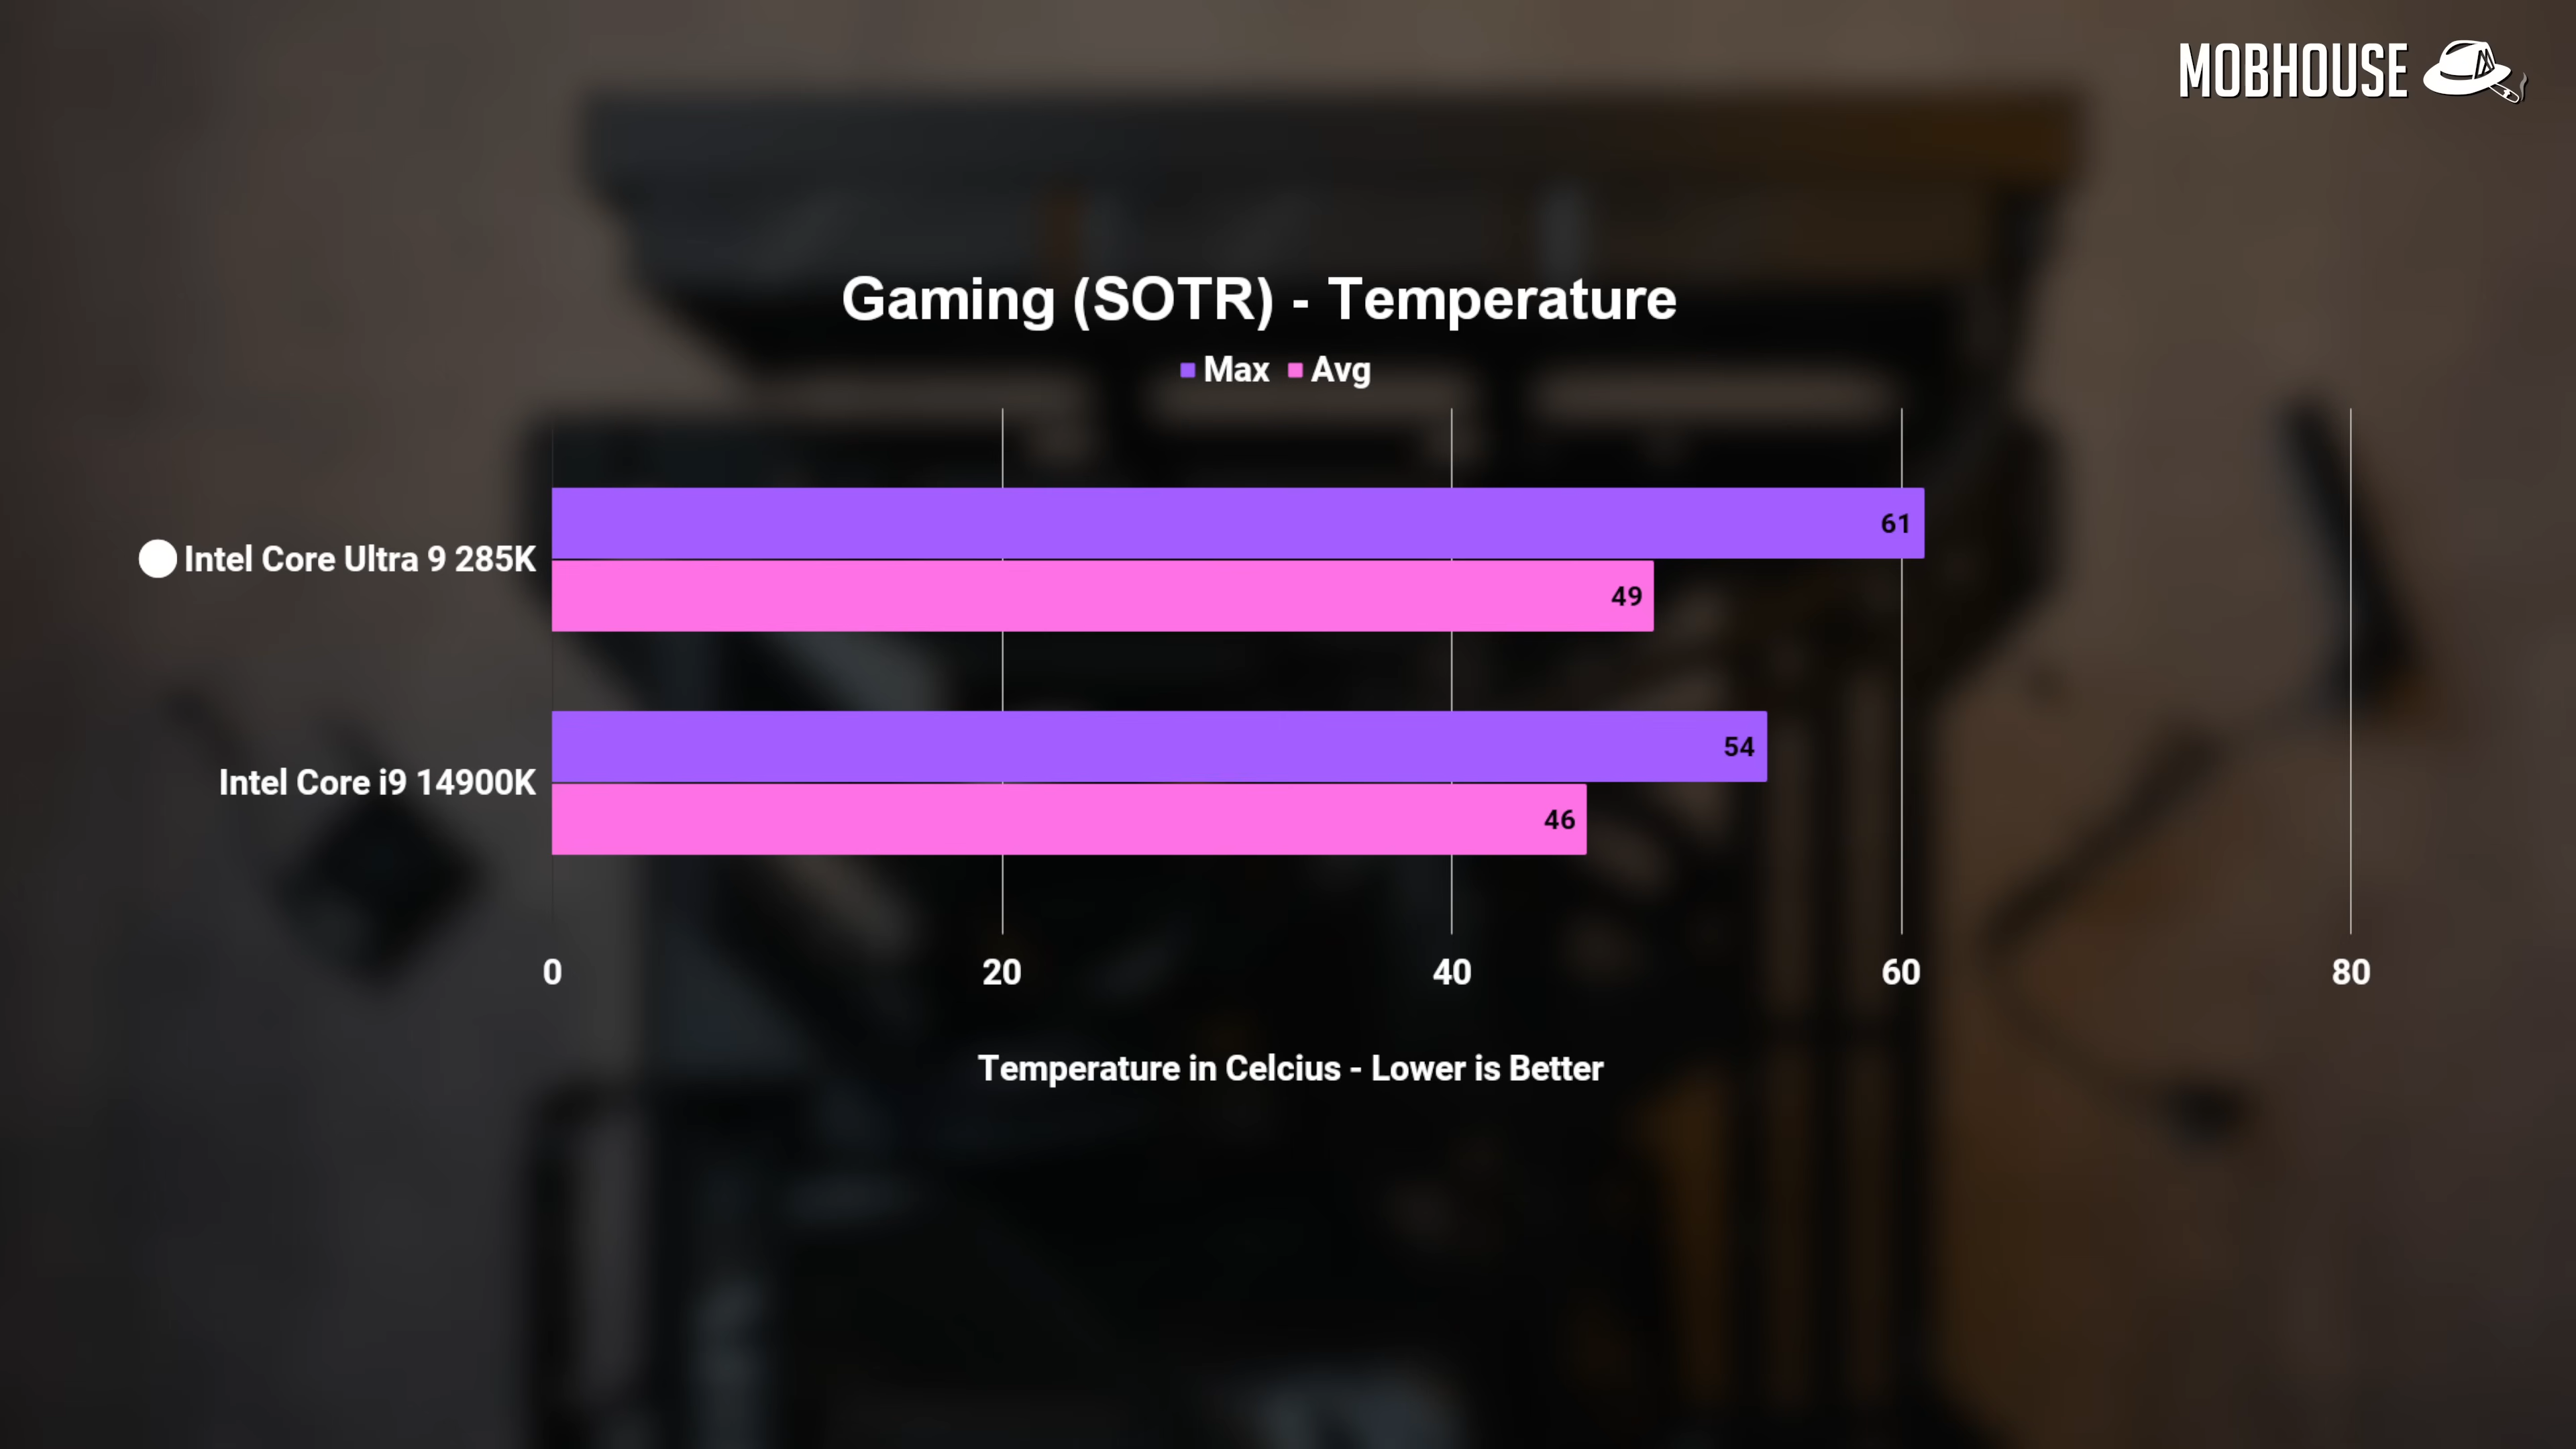 MOBHOUSE
Gaming (SOTR) - Temperature
Max Avg
Intel Core Ultra 9 285K
61
49
Intel Core i9 14900K
54
46
0 20 40 60 80
Temperature in Celcius - Lower is Better